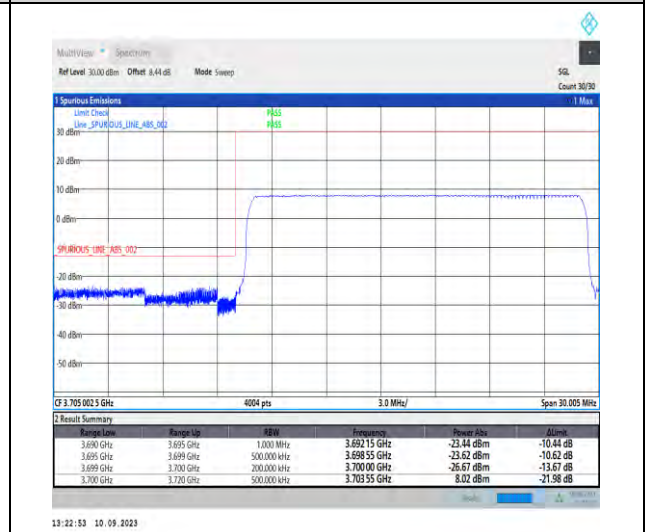 MultiView Spectrum
Ref Level 30.00 dBm Offset 8.44 dB Mode Sweep SGL
Count 30/30
1 Spurious Emissions 1 Max
Limit Check PASS
Line _SPURIOUS_LINE_ABS_002 PASS
30 dBm
20 dBm
10 dBm
0 dBm
_SPURIOUS_LINE_ABS_002
-20 dBm
-30 dBm
-40 dBm
-50 dBm
CF 3.705 002 5 GHz 4004 pts 3.0 MHz/ Span 30.005 MHz
2 Result Summary
Range Low Range Up RBW Frequency Power Abs ΔLimit
3.690 GHz 3.695 GHz 1.000 MHz 3.692 15 GHz -23.44 dBm -10.44 dB
3.695 GHz 3.699 GHz 500.000 kHz 3.698 55 GHz -23.62 dBm -10.62 dB
3.699 GHz 3.700 GHz 200.000 kHz 3.700 00 GHz -26.67 dBm -13.67 dB
3.700 GHz 3.720 GHz 500.000 kHz 3.703 55 GHz 8.02 dBm -21.98 dB
13:22:53 10.09.2023